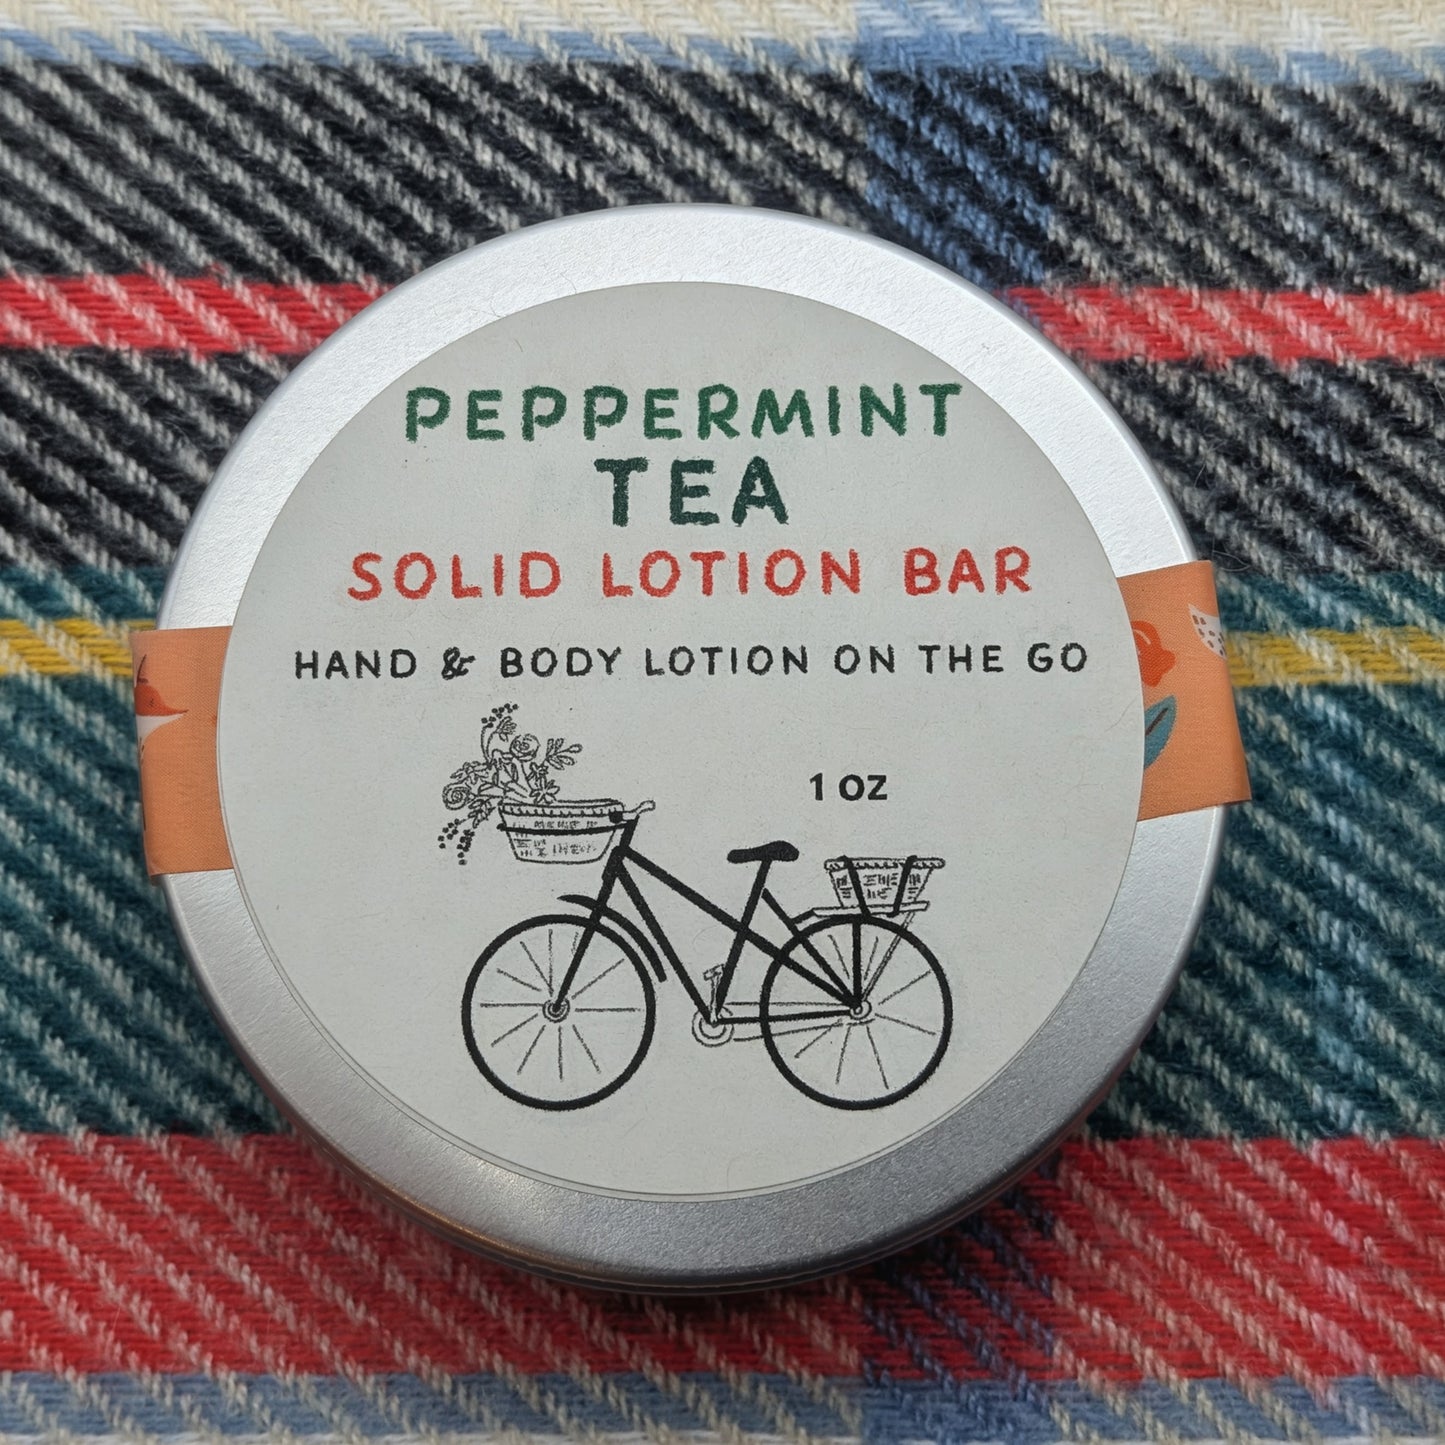 PEPPERMINT
TEA
SOLID LOTION BAR
HAND & BODY LOTION ON THE GO
1 OZ